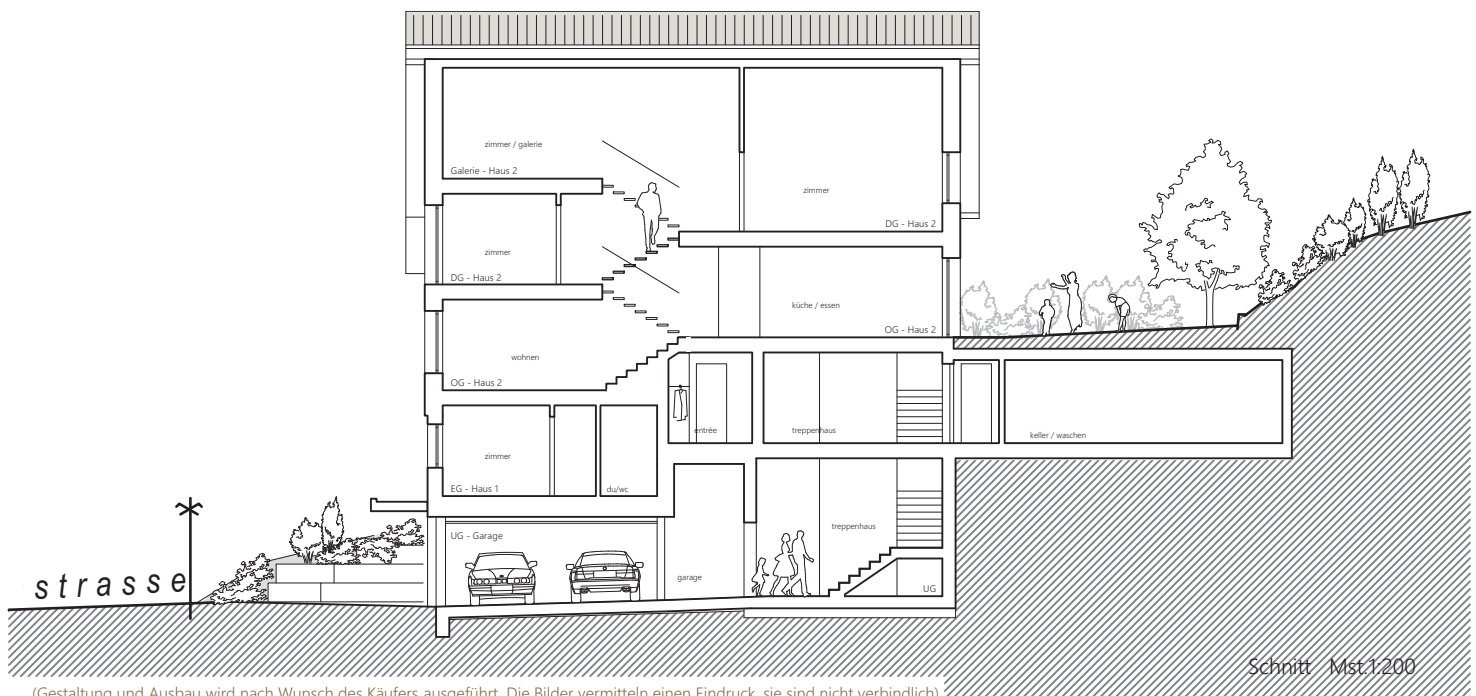 zimmer / galerie
Galerie - Haus 2
zimmer
DG - Haus 2
zimmer
DG - Haus 2
küche / essen
OG - Haus 2
wohnen
OG - Haus 2
entrée
treppenhaus
keller / waschen
zimmer
EG - Haus 1
du/wc
treppenhaus
UG - Garage
garage
UG
strasse
Schnitt Mst.1:200
(Gestaltung und Ausbau wird nach Wunsch des Käufers ausgeführt. Die Bilder vermitteln einen Eindruck, sie sind nicht verbindlich)